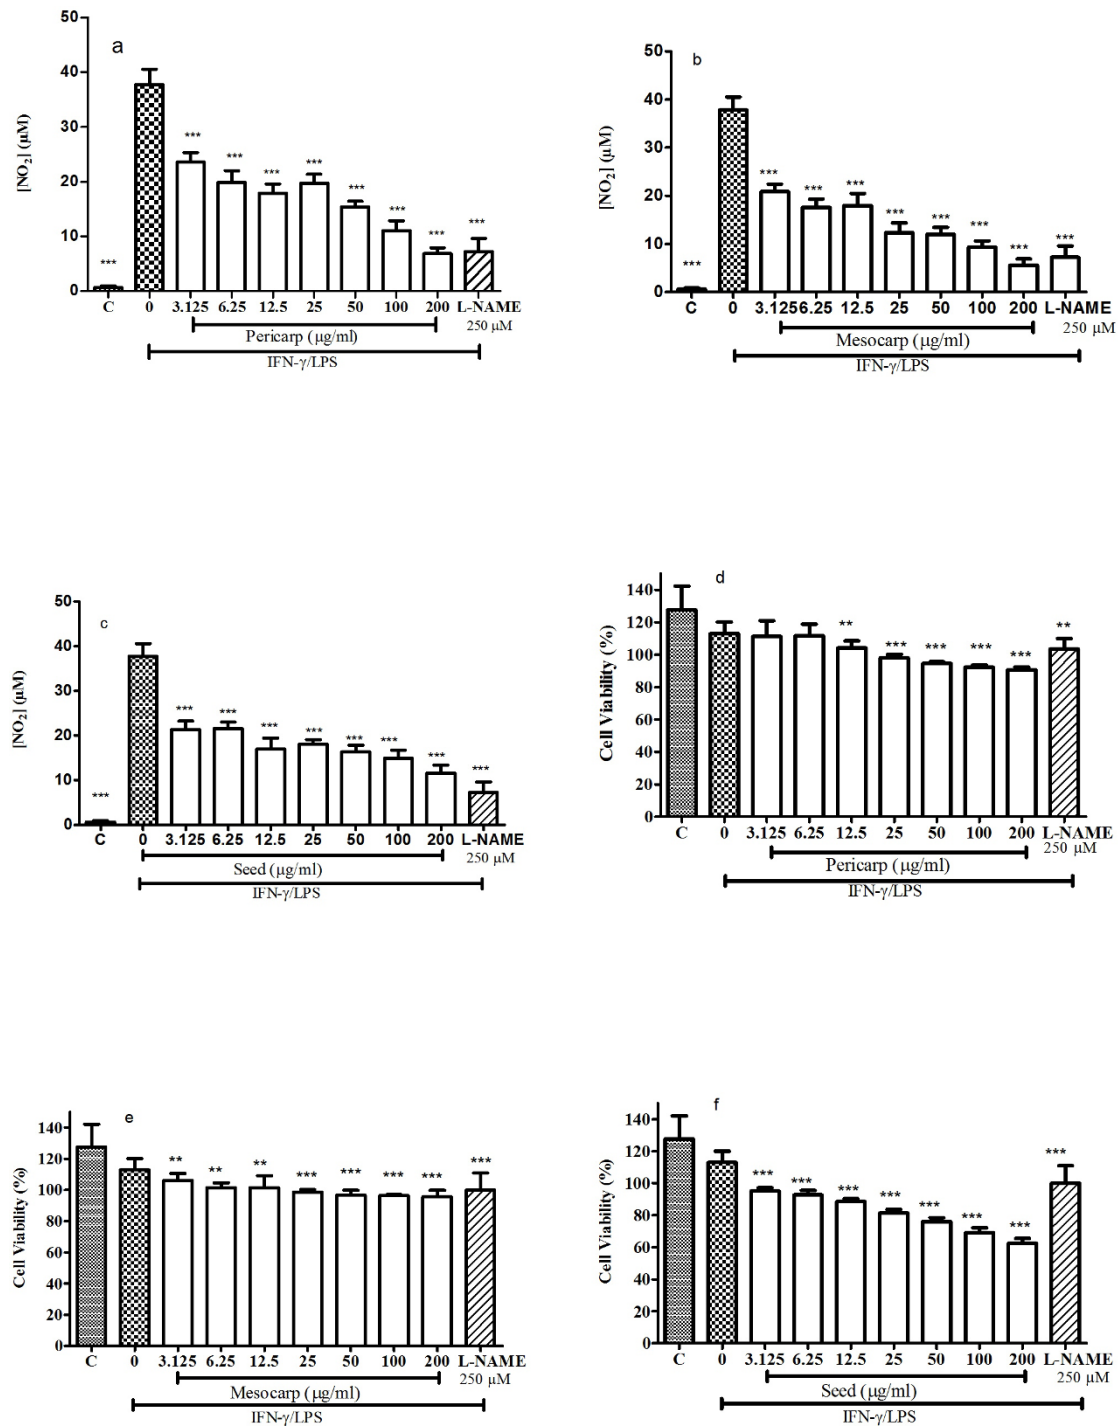 a
[NO2] (µM)
50
40
30
20
10
0
***
***
***
***
***
***
***
***
***
C 0 3.125 6.25 12.5 25 50 100 200 L-NAME
250 µM
Pericarp (µg/ml)
IFN-γ/LPS
b
[NO2] (µM)
50
40
30
20
10
0
***
***
***
***
***
***
***
***
***
C 0 3.125 6.25 12.5 25 50 100 200 L-NAME
250 µM
Mesocarp (µg/ml)
IFN-γ/LPS
c
[NO2] (µM)
50
40
30
20
10
0
***
***
***
***
***
***
***
***
***
C 0 3.125 6.25 12.5 25 50 100 200 L-NAME
250 µM
Seed (µg/ml)
IFN-γ/LPS
d
Cell Viability (%)
140
120
100
80
60
40
20
0
**
***
***
***
***
**
C 0 3.125 6.25 12.5 25 50 100 200 L-NAME
250 µM
Pericarp (µg/ml)
IFN-γ/LPS
e
Cell Viability (%)
140
120
100
80
60
40
20
0
**
**
**
***
***
***
***
***
C 0 3.125 6.25 12.5 25 50 100 200 L-NAME
250 µM
Mesocarp (µg/ml)
IFN-γ/LPS
f
Cell Viability (%)
140
120
100
80
60
40
20
0
***
***
***
***
***
***
***
***
C 0 3.125 6.25 12.5 25 50 100 200 L-NAME
250 µM
Seed (µg/ml)
IFN-γ/LPS